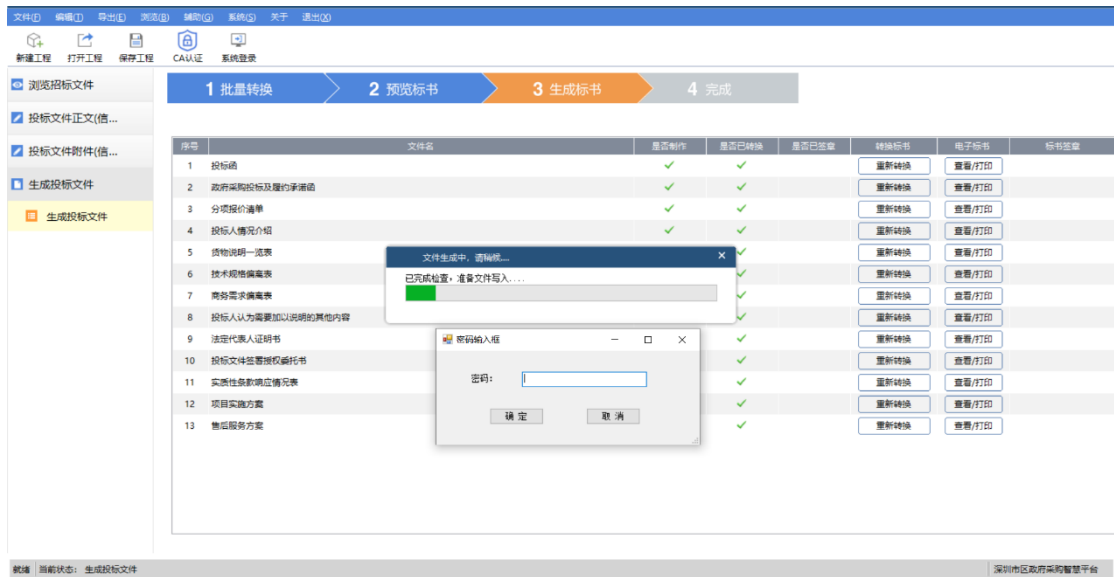 文件(F) 编辑(I) 导出(E) 浏览(B) 辅助(G) 系统(S) 关于 退出(X)
新建工程 打开工程 保存工程 CA认证 系统登录
浏览招标文件
投标文件正文(信...
投标文件附件(信...
生成投标文件
生成投标文件
1 批量转换 2 预览标书 3 生成标书 4 完成
序号 文件名 是否制作 是否已转换 是否已签章 转换标书 电子标书 标书签章
1 投标函 重新转换 查看/打印
2 政府采购投标及履约承诺函 重新转换 查看/打印
3 分项报价清单 重新转换 查看/打印
4 投标人情况介绍 重新转换 查看/打印
5 货物说明一览表 重新转换 查看/打印
6 技术规格偏离表 重新转换 查看/打印
7 商务需求偏离表 重新转换 查看/打印
8 投标人认为需要加以说明的其他内容 重新转换 查看/打印
9 法定代表人证明书 重新转换 查看/打印
10 投标文件签署授权委托书 重新转换 查看/打印
11 实质性条款响应情况表 重新转换 查看/打印
12 项目实施方案 重新转换 查看/打印
13 售后服务方案 重新转换 查看/打印
文件生成中，请稍候....
已完成检查，准备文件写入....
密码输入框
密码：
确 定 取 消
就绪 当前状态： 生成投标文件 深圳市区政府采购智慧平台